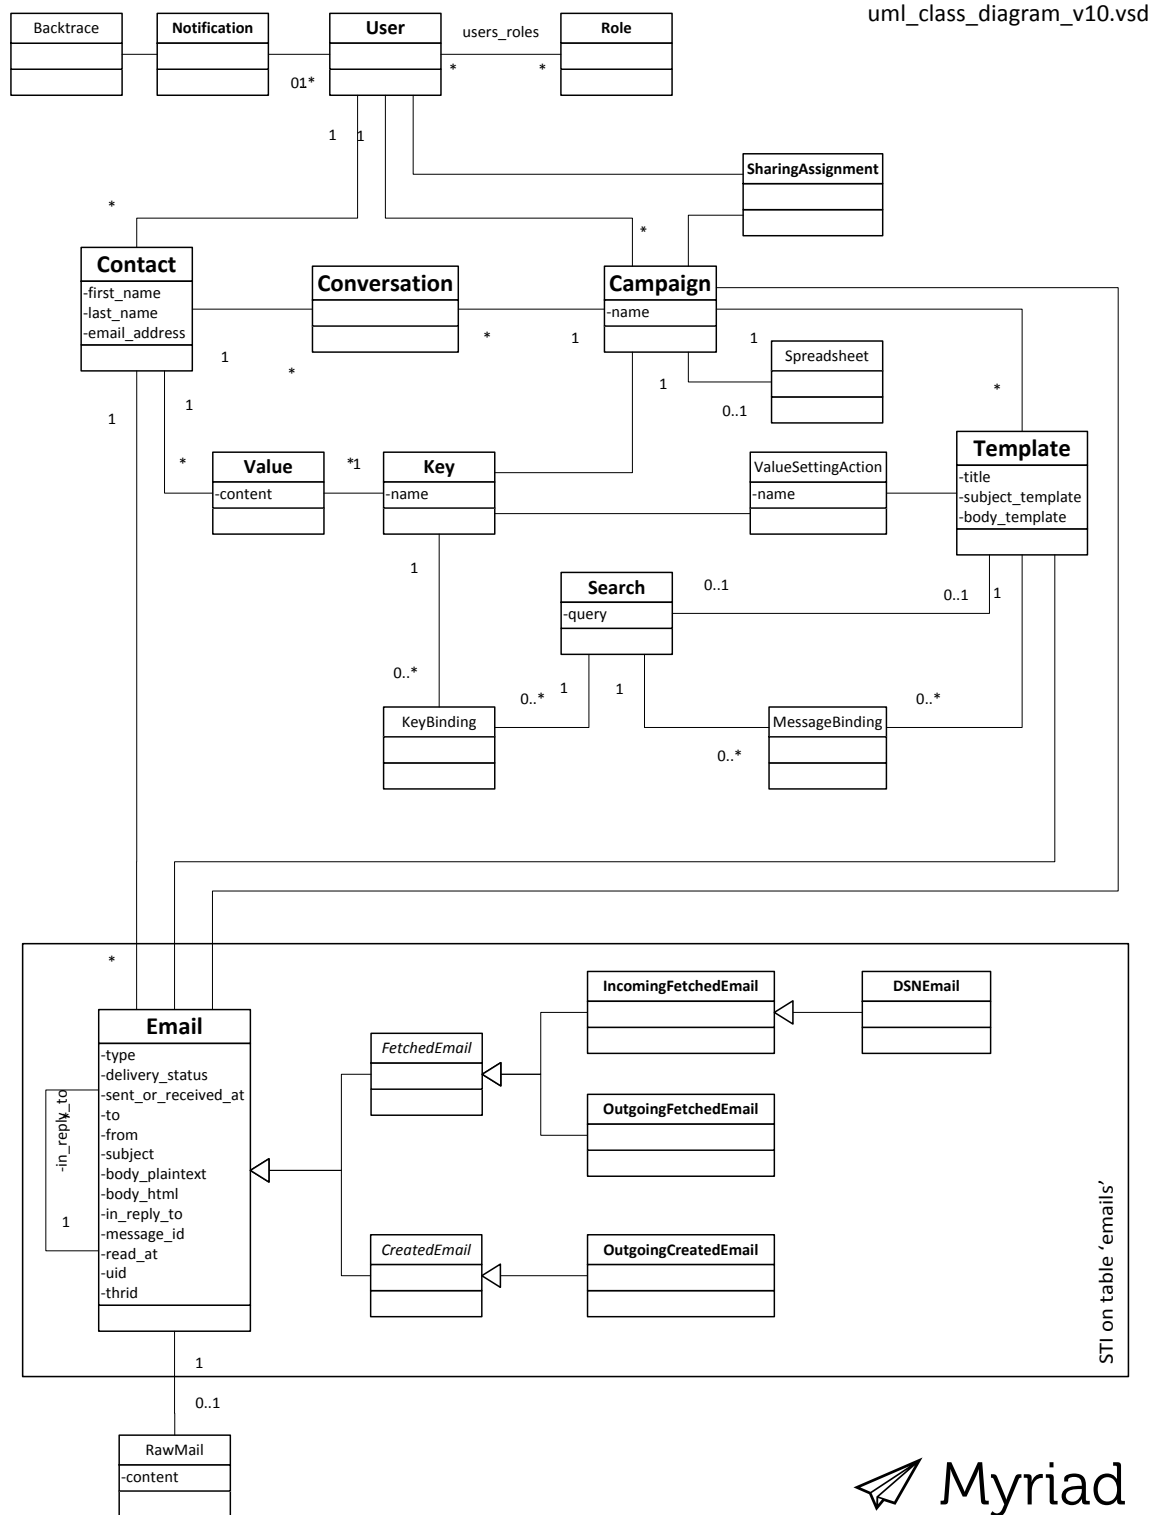 uml_class_diagram_v10.vsd
Backtrace
Notification
User
users_roles
Role
01*
*
*
1
1
SharingAssignment
*
*
Contact
-first_name
-last_name
-email_address
Conversation
Campaign
-name
1
*
*
1
1
Spreadsheet
1
0..1
*
1
1
*
Value
-content
*1
Key
-name
ValueSettingAction
-name
Template
-title
-subject_template
-body_template
1
Search
-query
0..1
0..1
1
0..*
0..*
1
1
0..*
KeyBinding
MessageBinding
0..*
*
Email
-type
-delivery_status
-sent_or_received_at
-to
-from
-subject
-body_plaintext
-body_html
-in_reply_to
-message_id
-read_at
-uid
-thrid
-in_reply_to
1
FetchedEmail
IncomingFetchedEmail
DSNEmail
OutgoingFetchedEmail
CreatedEmail
OutgoingCreatedEmail
STI on table ‘emails’
1
0..1
RawMail
-content
Myriad